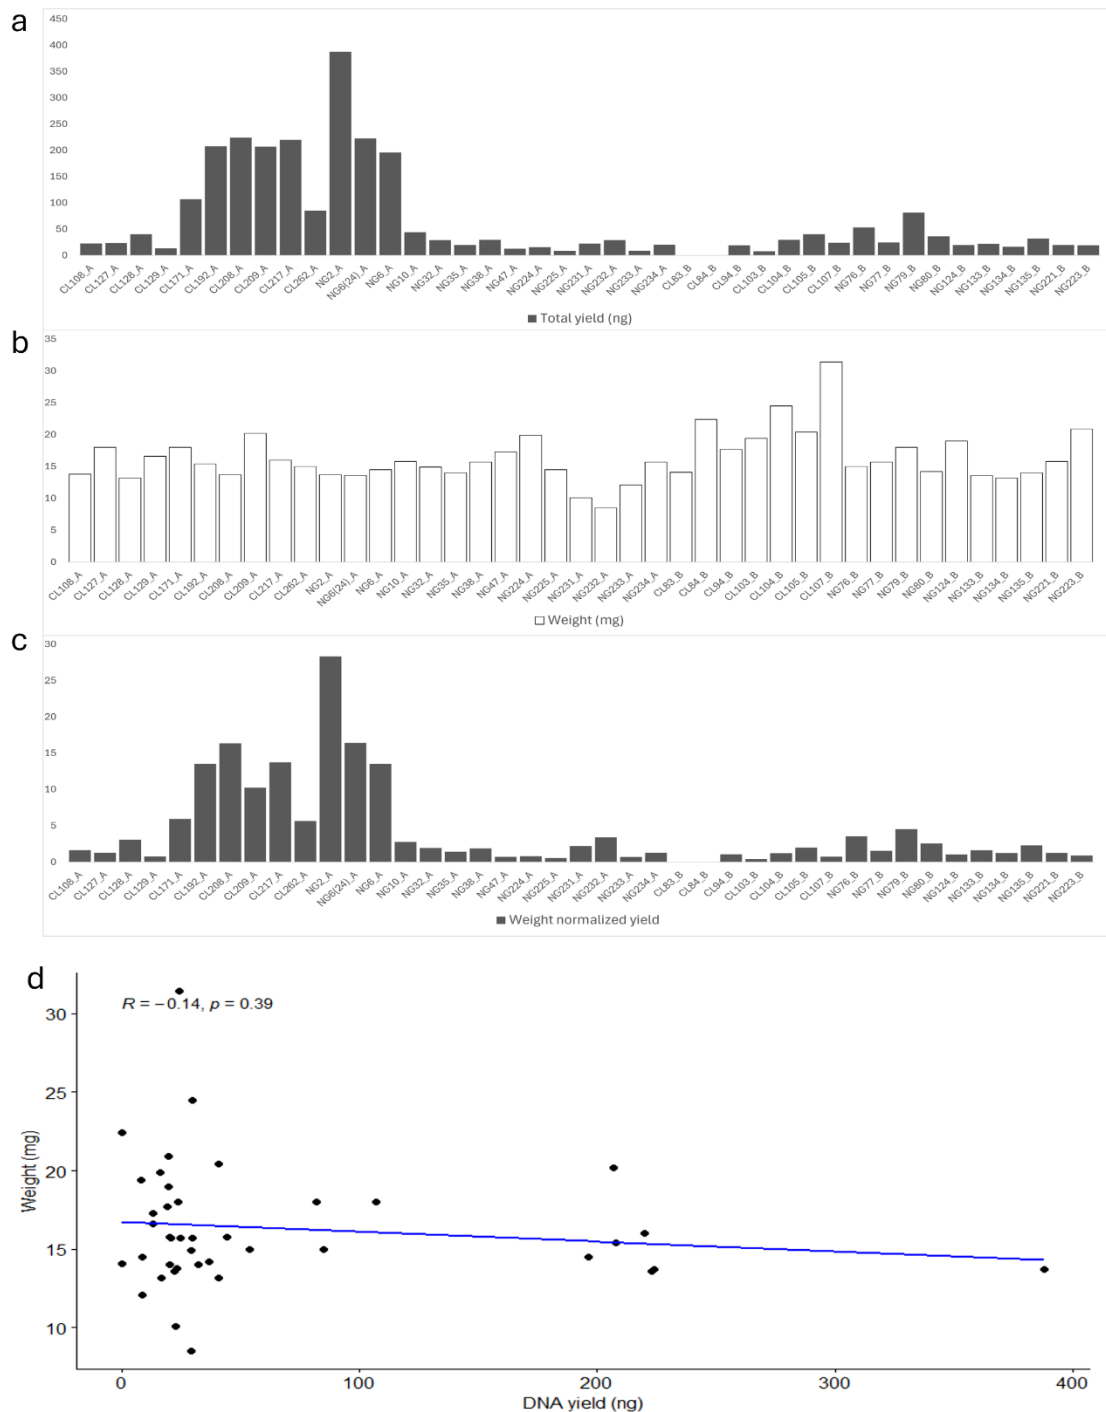 a
450
400
350
300
250
200
150
100
50
0
CL108_A CL127_A CL128_A CL129_A CL171_A CL192_A CL208_A CL209_A CL217_A CL262_A NG2_A NG6(24)_A NG6_A NG10_A NG32_A NG35_A NG38_A NG47_A NG224_A NG225_A NG231_A NG232_A NG233_A NG234_A CL83_B CL84_B CL94_B CL103_B CL104_B CL105_B CL107_B NG76_B NG77_B NG79_B NG80_B NG124_B NG133_B NG134_B NG135_B NG221_B NG223_B
Total yield (ng)
b
35
30
25
20
15
10
5
0
CL108_A CL127_A CL128_A CL129_A CL171_A CL192_A CL208_A CL209_A CL217_A CL262_A NG2_A NG6(24)_A NG6_A NG10_A NG32_A NG35_A NG38_A NG47_A NG224_A NG225_A NG231_A NG232_A NG233_A NG234_A CL83_B CL84_B CL94_B CL103_B CL104_B CL105_B CL107_B NG76_B NG77_B NG79_B NG80_B NG124_B NG133_B NG134_B NG135_B NG221_B NG223_B
Weight (mg)
c
30
25
20
15
10
5
0
CL108_A CL127_A CL128_A CL129_A CL171_A CL192_A CL208_A CL209_A CL217_A CL262_A NG2_A NG6(24)_A NG6_A NG10_A NG32_A NG35_A NG38_A NG47_A NG224_A NG225_A NG231_A NG232_A NG233_A NG234_A CL83_B CL84_B CL94_B CL103_B CL104_B CL105_B CL107_B NG76_B NG77_B NG79_B NG80_B NG124_B NG133_B NG134_B NG135_B NG221_B NG223_B
Weight normalized yield
d
R = −0.14, p = 0.39
30
25
20
15
10
Weight (mg)
0 100 200 300 400
DNA yield (ng)